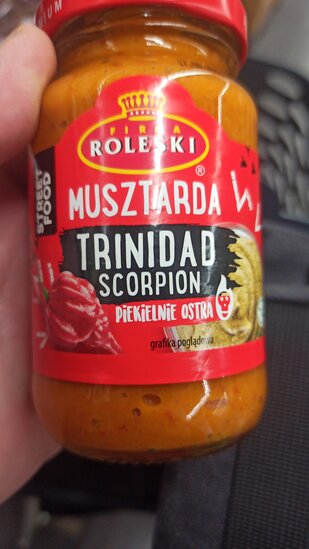 FIRMA
ROLESKI
®
STREET
FOOD
MUSZTARDA
TRINIDAD
SCORPION
PIEKIELNIE OSTRA
grafika poglądowa